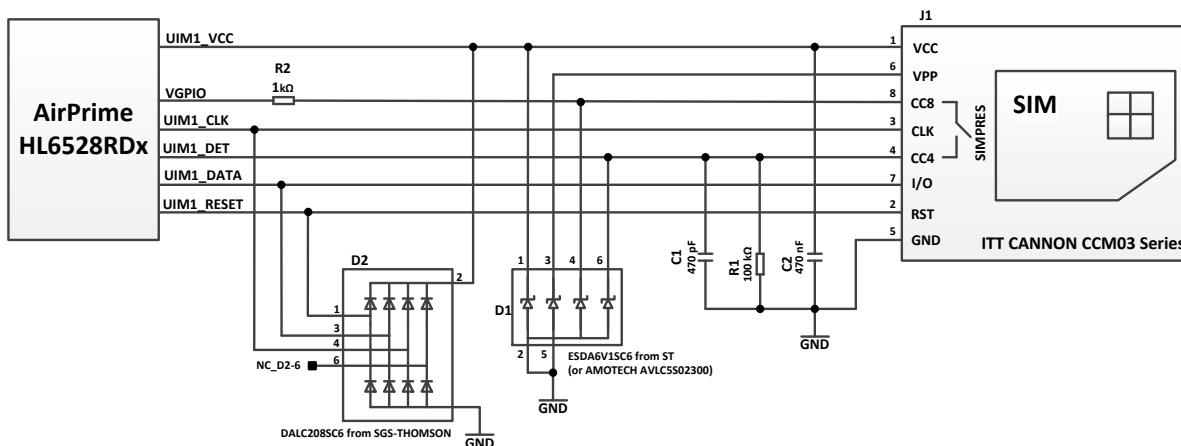 J1
UIM1_VCC
1
VCC
R2
1kΩ
6
VPP
VGPIO
8
CC8
AirPrime
HL6528RDx
SIM
UIM1_CLK
3
CLK
SIMPRES
UIM1_DET
4
CC4
UIM1_DATA
7
I/O
UIM1_RESET
2
RST
5
GND
ITT CANNON CCM03 Series
C1
470 pF
R1
100 kΩ
C2
470 nF
D2
2
1
3
4
6
NC_D2-6
1
3
4
6
D1
2
5
GND
ESDA6V1SC6 from ST
(or AMOTECH AVLC5S02300)
GND
GND
DALC208SC6 from SGS-THOMSON